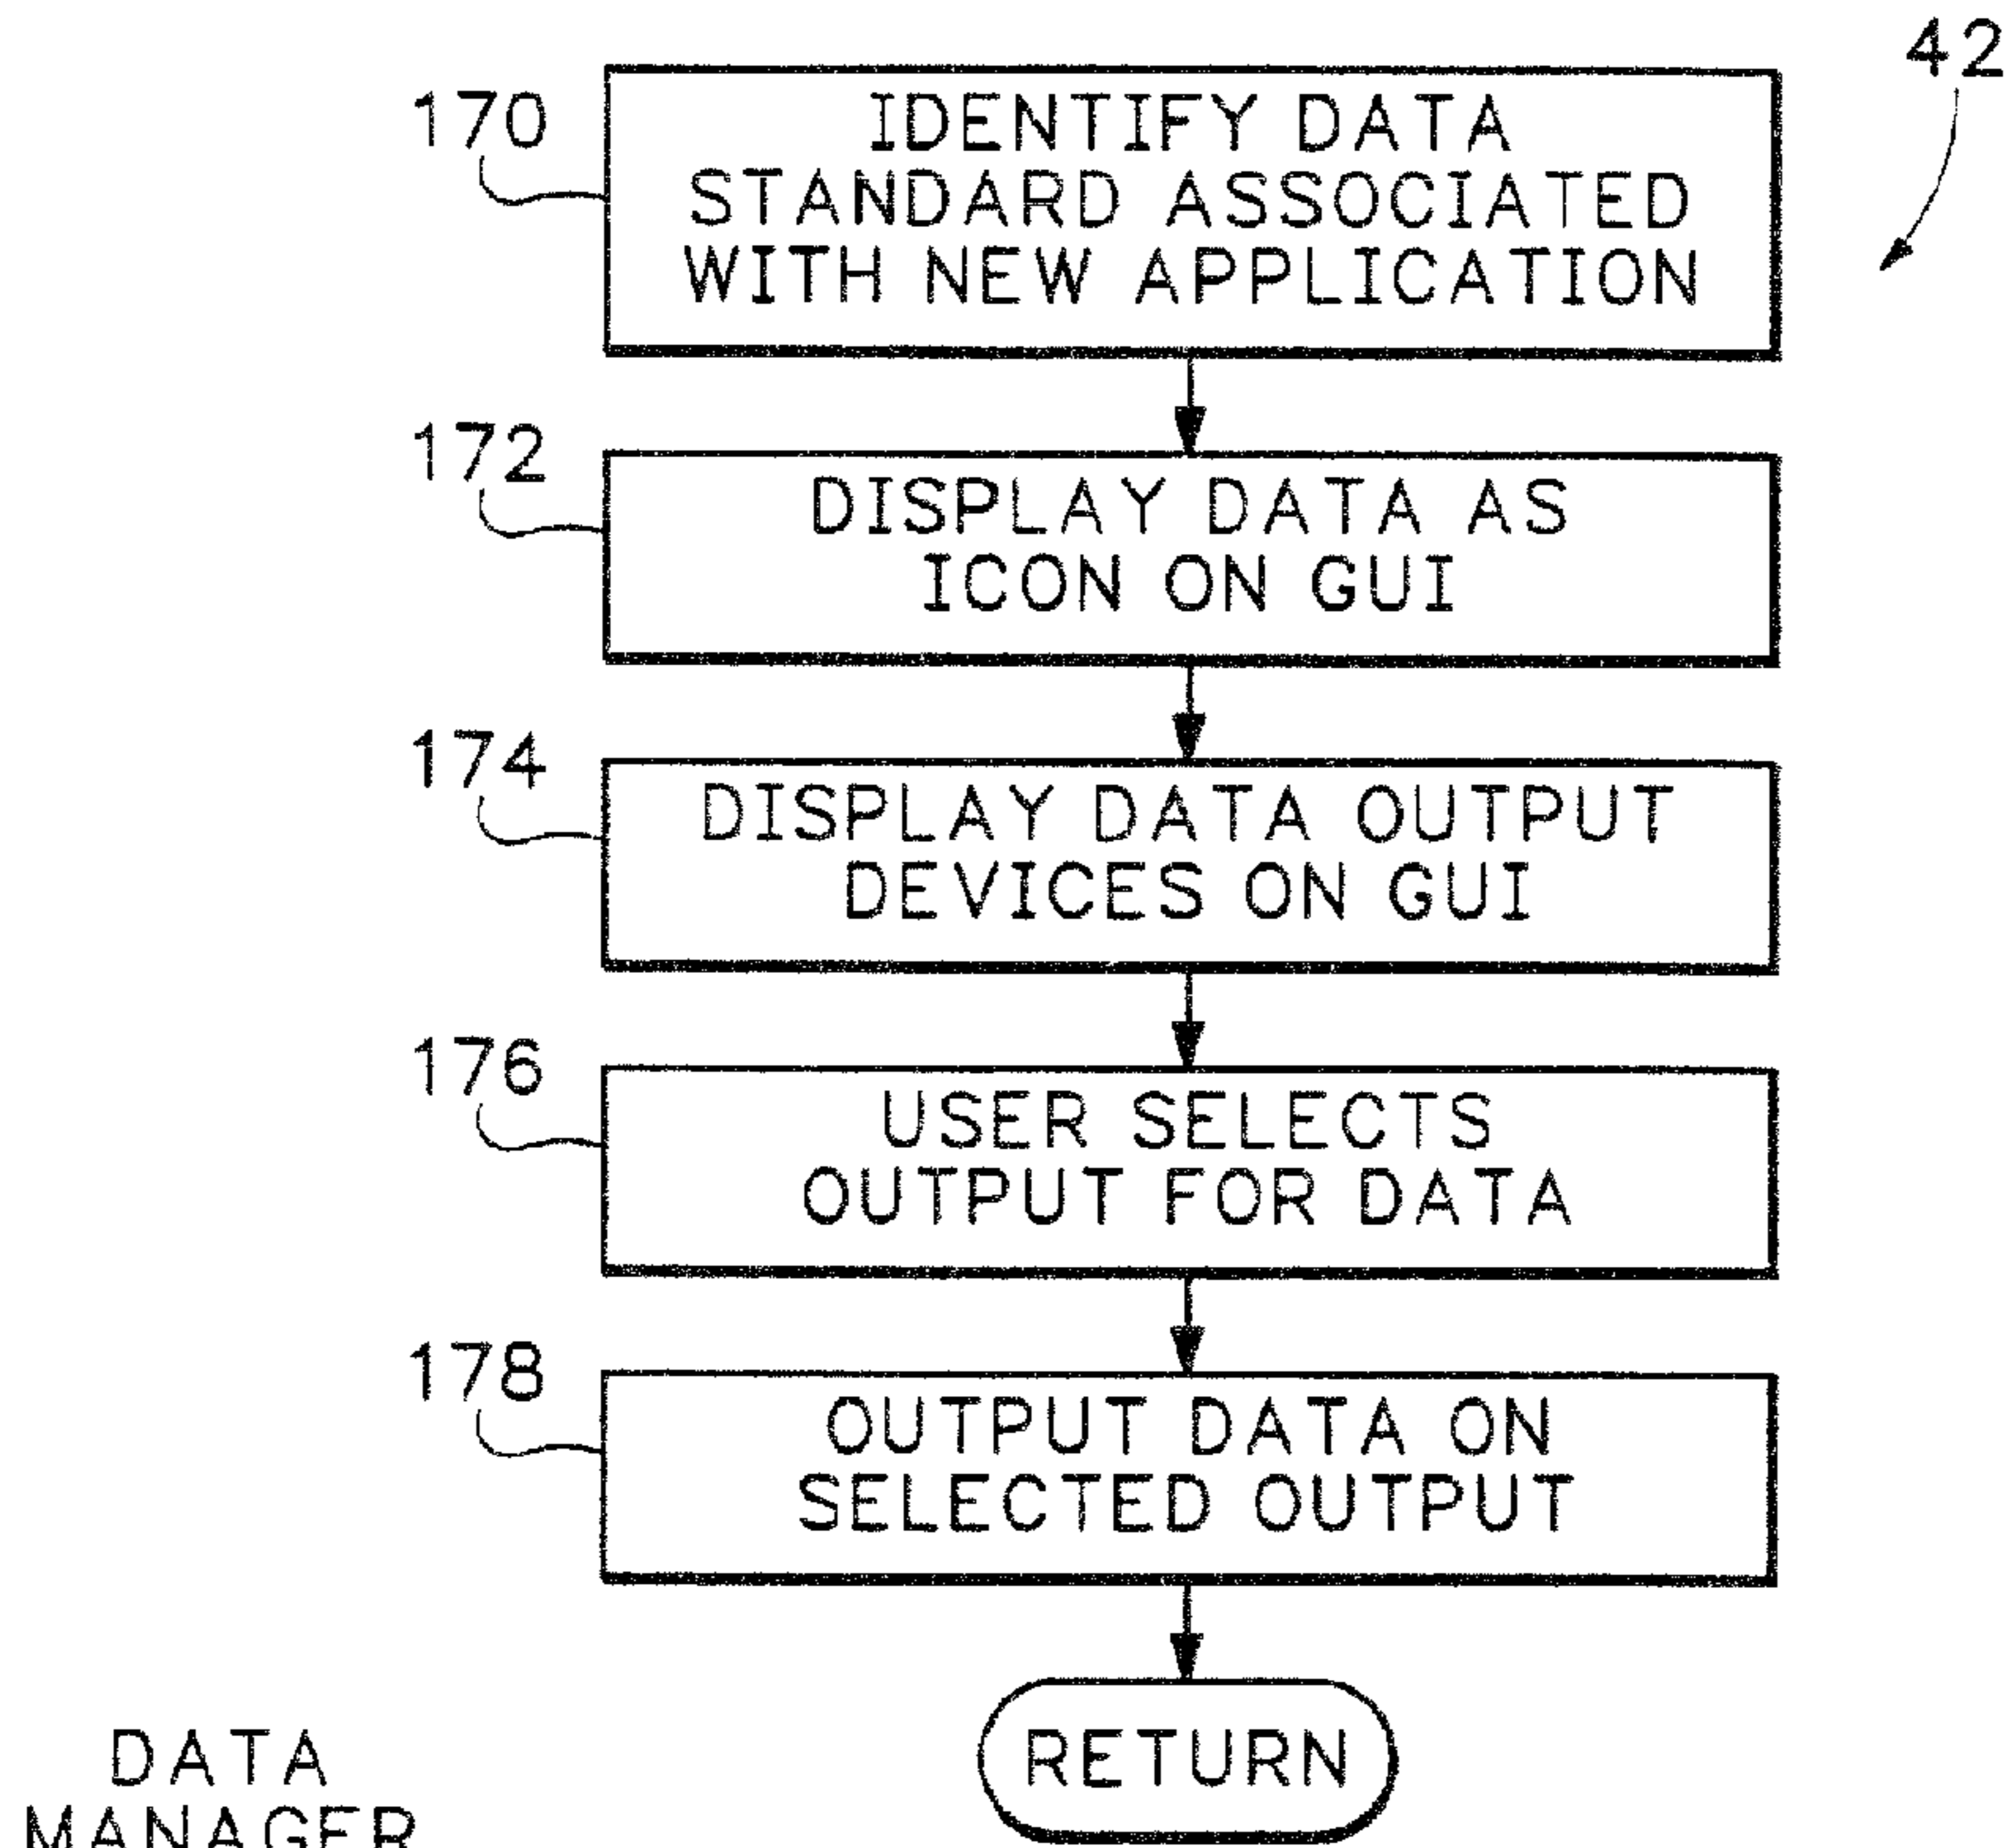 42
170
IDENTIFY DATA
STANDARD ASSOCIATED
WITH NEW APPLICATION
172
DISPLAY DATA AS
ICON ON GUI
174
DISPLAY DATA OUTPUT
DEVICES ON GUI
176
USER SELECTS
OUTPUT FOR DATA
178
OUTPUT DATA ON
SELECTED OUTPUT
RETURN
DATA
MANAGER